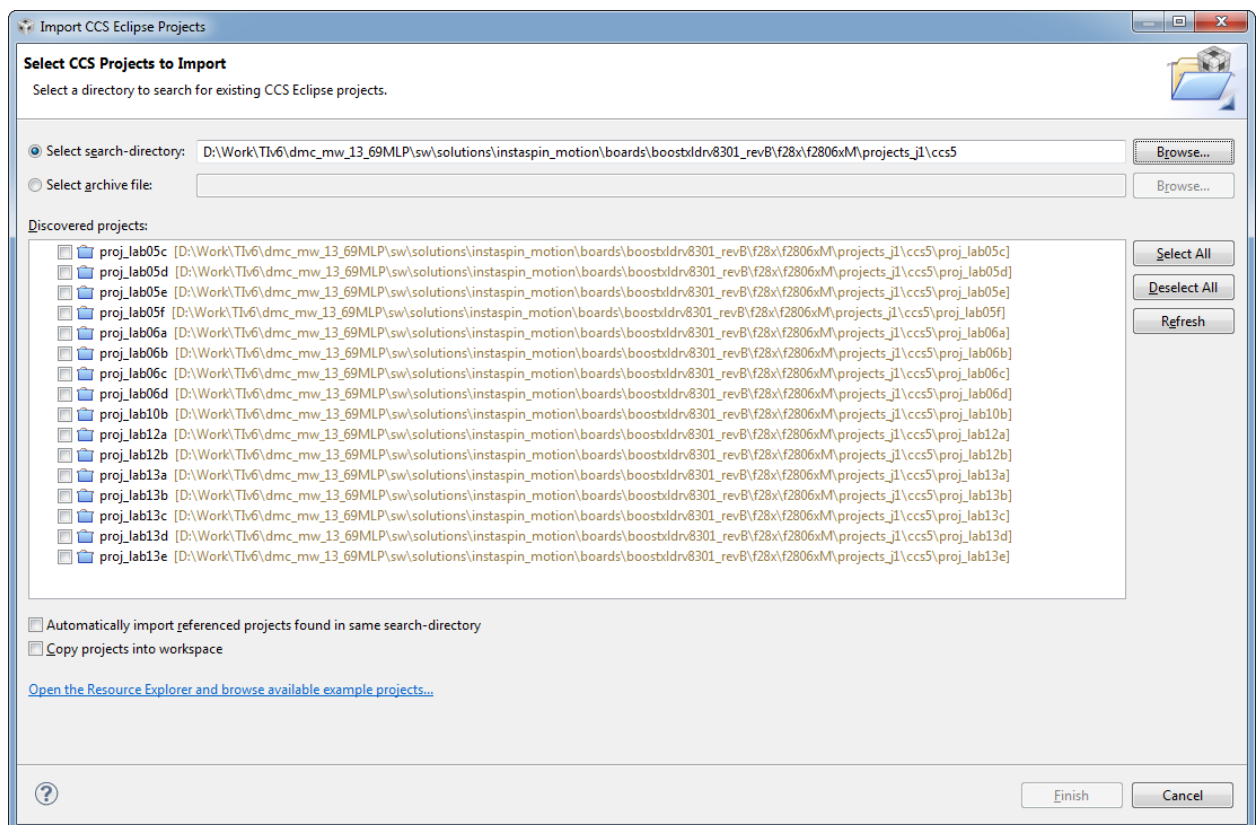 Import CCS Eclipse Projects
Select CCS Projects to Import
Select a directory to search for existing CCS Eclipse projects.
Select search-directory: D:\Work\TIv6\dmc_mw_13_69MLP\sw\solutions\instaspin_motion\boards\boostxldrv8301_revB\f28x\f2806xM\projects_j1\ccs5 Browse...
Select archive file: Browse...
Discovered projects:
proj_lab05c [D:\Work\TIv6\dmc_mw_13_69MLP\sw\solutions\instaspin_motion\boards\boostxldrv8301_revB\f28x\f2806xM\projects_j1\ccs5\proj_lab05c] Select All
proj_lab05d [D:\Work\TIv6\dmc_mw_13_69MLP\sw\solutions\instaspin_motion\boards\boostxldrv8301_revB\f28x\f2806xM\projects_j1\ccs5\proj_lab05d]
proj_lab05e [D:\Work\TIv6\dmc_mw_13_69MLP\sw\solutions\instaspin_motion\boards\boostxldrv8301_revB\f28x\f2806xM\projects_j1\ccs5\proj_lab05e] Deselect All
proj_lab05f [D:\Work\TIv6\dmc_mw_13_69MLP\sw\solutions\instaspin_motion\boards\boostxldrv8301_revB\f28x\f2806xM\projects_j1\ccs5\proj_lab05f] Refresh
proj_lab06a [D:\Work\TIv6\dmc_mw_13_69MLP\sw\solutions\instaspin_motion\boards\boostxldrv8301_revB\f28x\f2806xM\projects_j1\ccs5\proj_lab06a]
proj_lab06b [D:\Work\TIv6\dmc_mw_13_69MLP\sw\solutions\instaspin_motion\boards\boostxldrv8301_revB\f28x\f2806xM\projects_j1\ccs5\proj_lab06b]
proj_lab06c [D:\Work\TIv6\dmc_mw_13_69MLP\sw\solutions\instaspin_motion\boards\boostxldrv8301_revB\f28x\f2806xM\projects_j1\ccs5\proj_lab06c]
proj_lab06d [D:\Work\TIv6\dmc_mw_13_69MLP\sw\solutions\instaspin_motion\boards\boostxldrv8301_revB\f28x\f2806xM\projects_j1\ccs5\proj_lab06d]
proj_lab10b [D:\Work\TIv6\dmc_mw_13_69MLP\sw\solutions\instaspin_motion\boards\boostxldrv8301_revB\f28x\f2806xM\projects_j1\ccs5\proj_lab10b]
proj_lab12a [D:\Work\TIv6\dmc_mw_13_69MLP\sw\solutions\instaspin_motion\boards\boostxldrv8301_revB\f28x\f2806xM\projects_j1\ccs5\proj_lab12a]
proj_lab12b [D:\Work\TIv6\dmc_mw_13_69MLP\sw\solutions\instaspin_motion\boards\boostxldrv8301_revB\f28x\f2806xM\projects_j1\ccs5\proj_lab12b]
proj_lab13a [D:\Work\TIv6\dmc_mw_13_69MLP\sw\solutions\instaspin_motion\boards\boostxldrv8301_revB\f28x\f2806xM\projects_j1\ccs5\proj_lab13a]
proj_lab13b [D:\Work\TIv6\dmc_mw_13_69MLP\sw\solutions\instaspin_motion\boards\boostxldrv8301_revB\f28x\f2806xM\projects_j1\ccs5\proj_lab13b]
proj_lab13c [D:\Work\TIv6\dmc_mw_13_69MLP\sw\solutions\instaspin_motion\boards\boostxldrv8301_revB\f28x\f2806xM\projects_j1\ccs5\proj_lab13c]
proj_lab13d [D:\Work\TIv6\dmc_mw_13_69MLP\sw\solutions\instaspin_motion\boards\boostxldrv8301_revB\f28x\f2806xM\projects_j1\ccs5\proj_lab13d]
proj_lab13e [D:\Work\TIv6\dmc_mw_13_69MLP\sw\solutions\instaspin_motion\boards\boostxldrv8301_revB\f28x\f2806xM\projects_j1\ccs5\proj_lab13e]
Automatically import referenced projects found in same search-directory
Copy projects into workspace
Open the Resource Explorer and browse available example projects...
? Finish Cancel